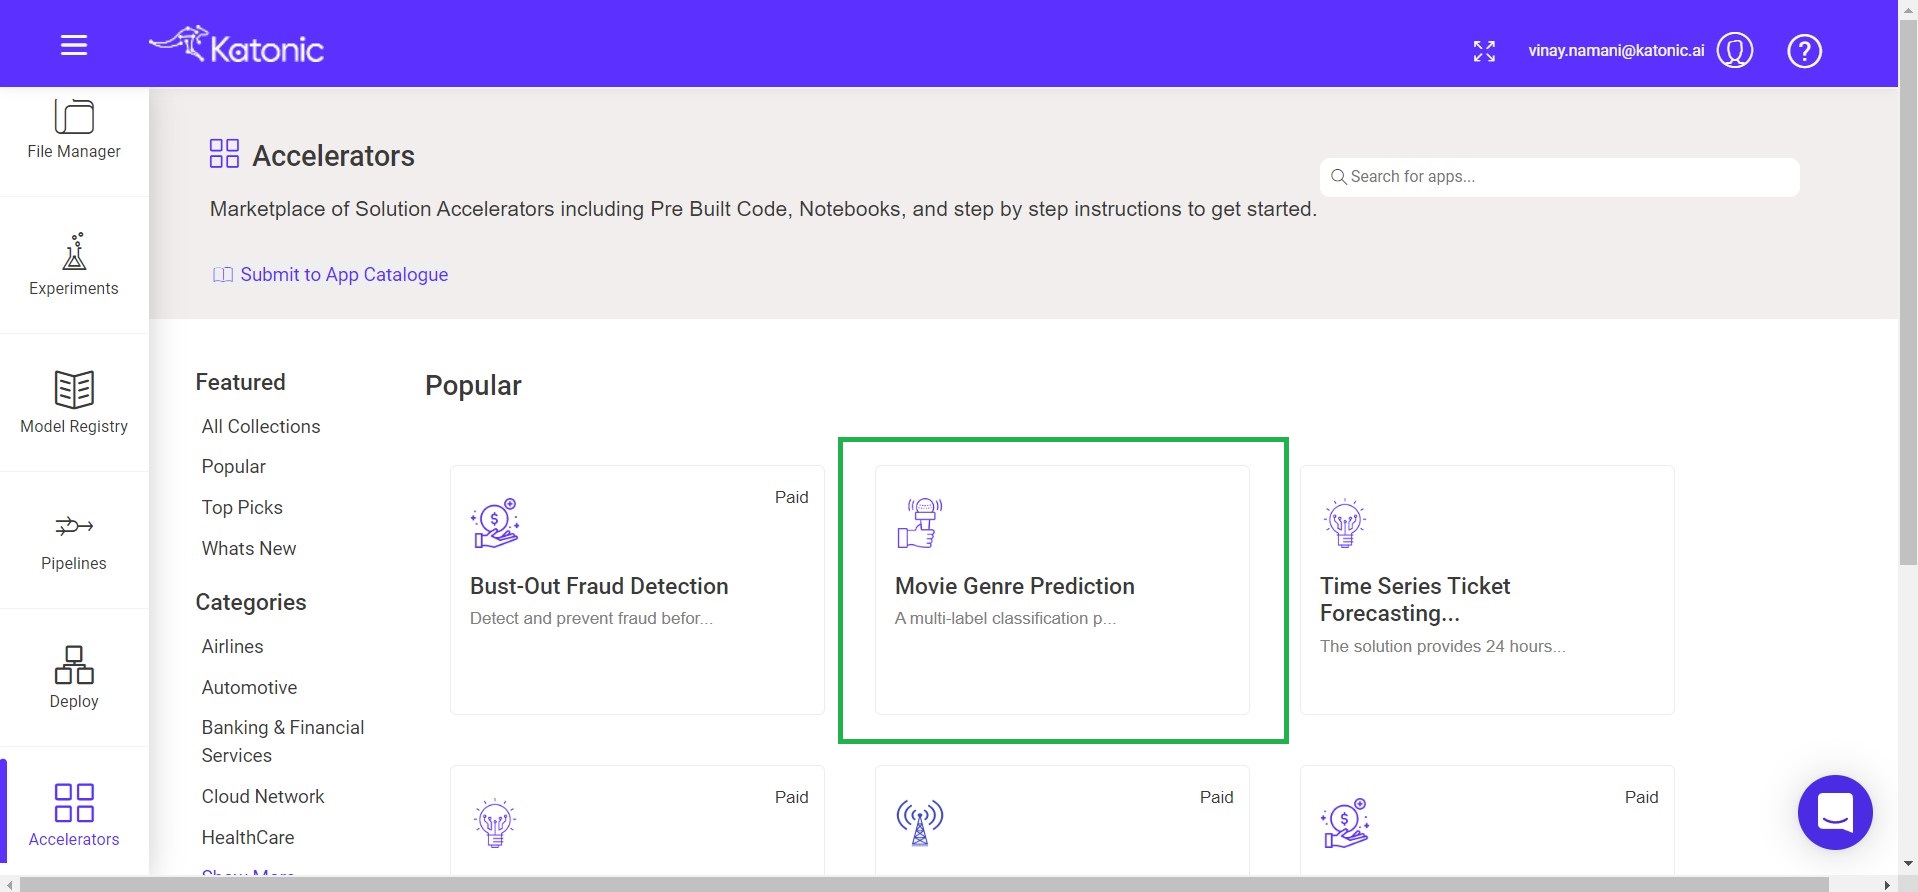 Katonic
vinay.namani@katonic.ai
?
File Manager
Experiments
Model Registry
Pipelines
Deploy
Accelerators
Accelerators
Search for apps...
Marketplace of Solution Accelerators including Pre Built Code, Notebooks, and step by step instructions to get started.
Submit to App Catalogue
Featured
All Collections
Popular
Top Picks
Whats New
Categories
Airlines
Automotive
Banking & Financial
Services
Cloud Network
HealthCare
Show More
Popular
Paid
Bust-Out Fraud Detection
Detect and prevent fraud befor...
Movie Genre Prediction
A multi-label classification p...
Time Series Ticket
Forecasting...
The solution provides 24 hours...
Paid
Paid
Paid